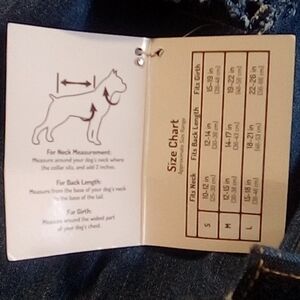 For Neck Measurement:
Measure around your dog's neck where
the collar sits, and add 2 inches.
For Back Length:
Measure from the base of your dog's neck
to the base of the tail.
For Girth:
Measure around the widest part
of your dog's chest.
Size Chart
Fits Neck Fits Back Length Fits Girth
S 10-12 in 12-14 in 15-19 in
M 12-15 in 14-17 in 19-22 in
L 15-18 in 18-21 in 22-26 in